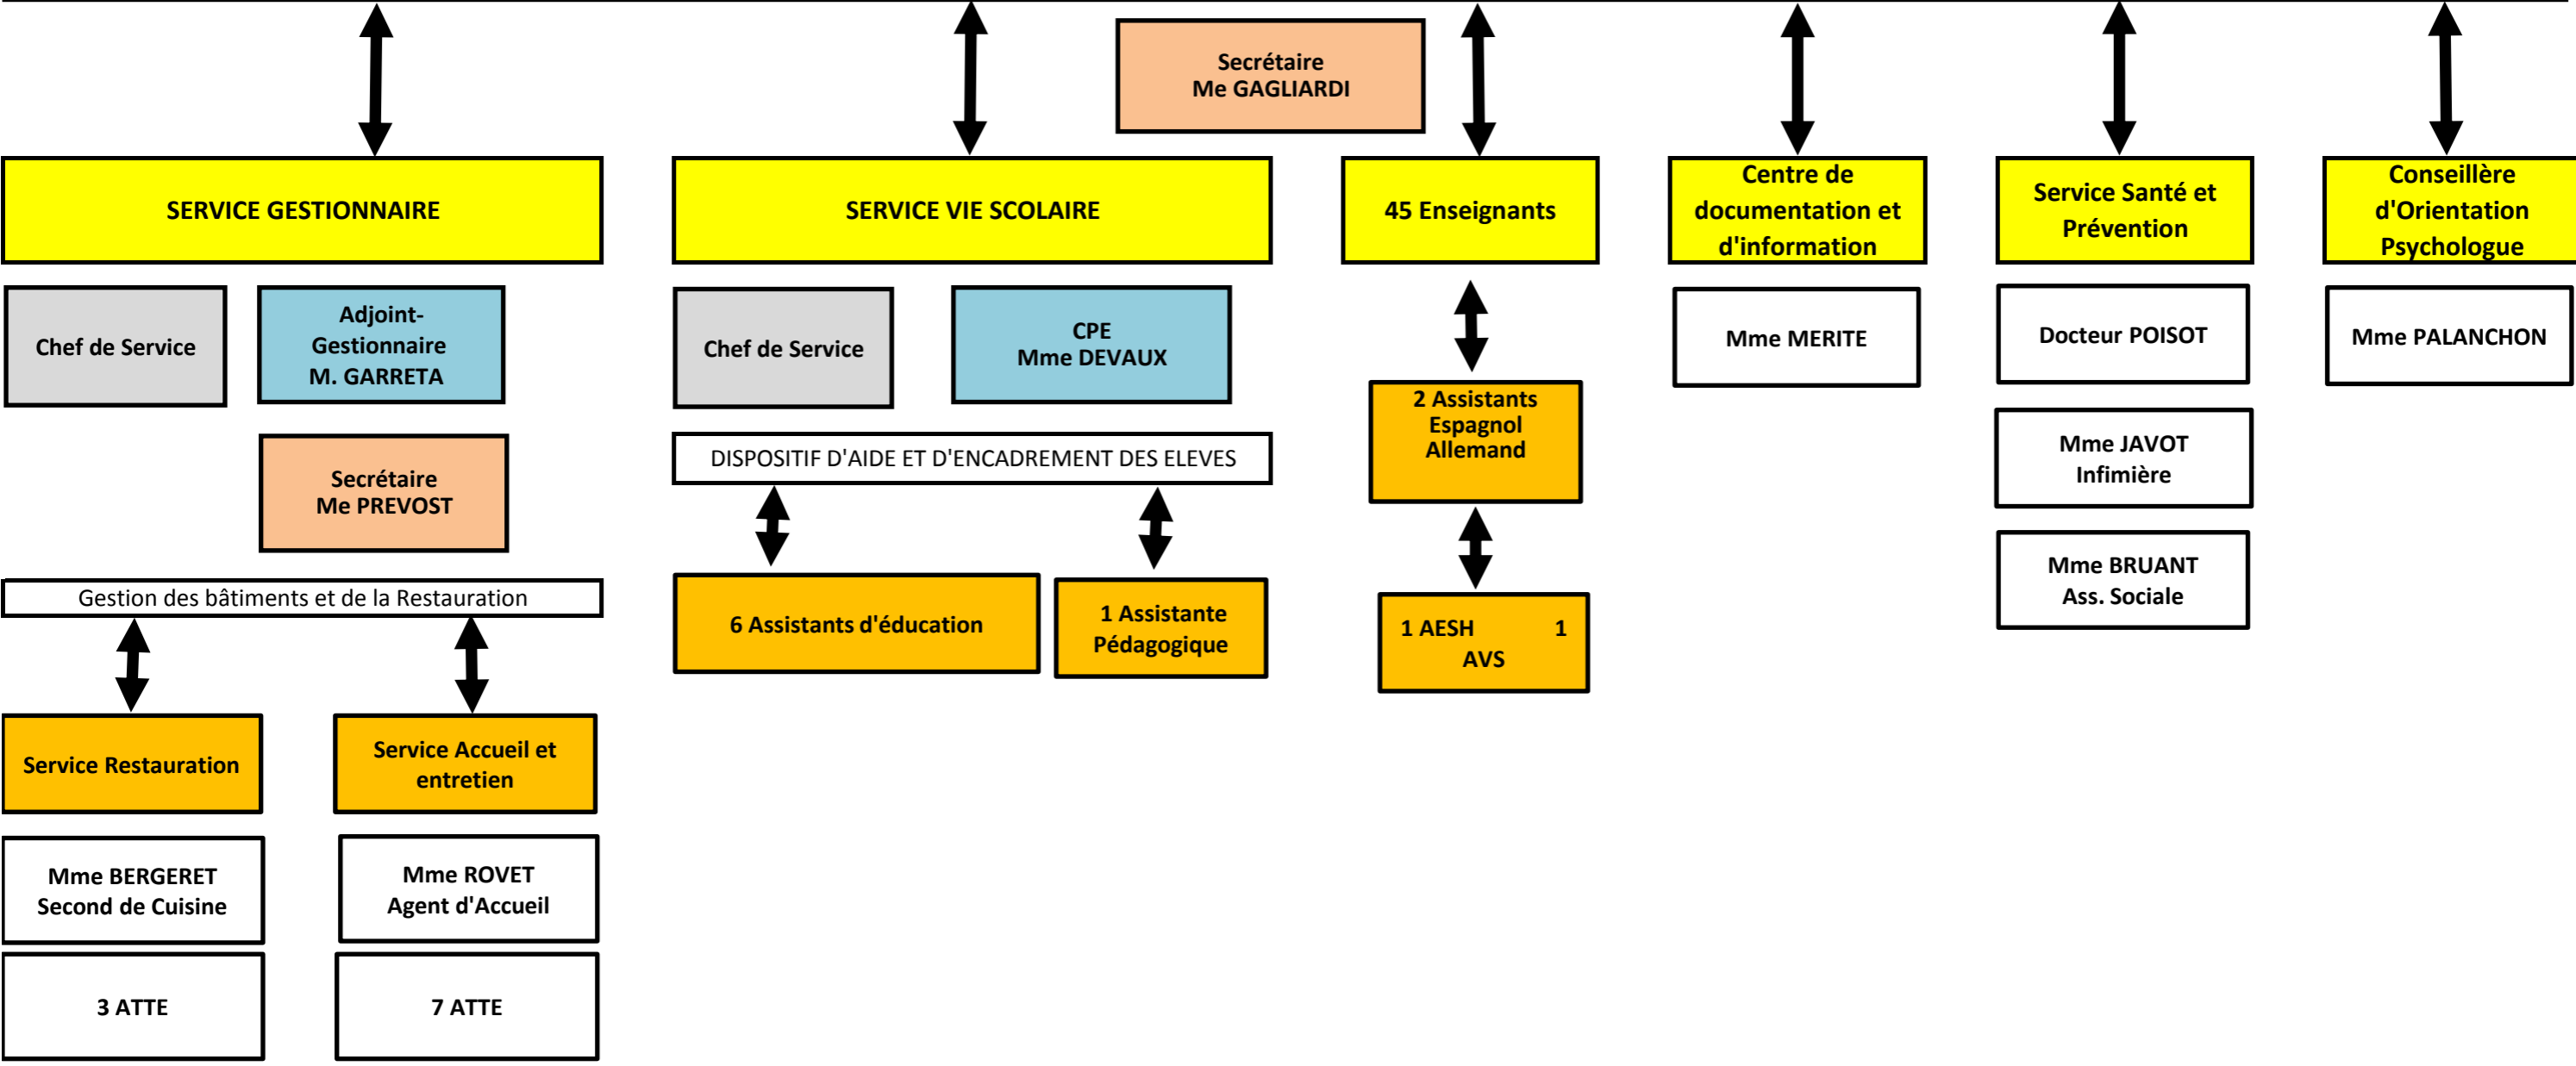 Secrétaire
Me GAGLIARDI
SERVICE GESTIONNAIRE
SERVICE VIE SCOLAIRE
45 Enseignants
Centre de
documentation et
d'information
Service Santé et
Prévention
Conseillère
d'Orientation
Psychologue
Chef de Service
Adjoint-
Gestionnaire
M. GARRETA
Chef de Service
CPE
Mme DEVAUX
Mme MERITE
Docteur POISOT
Mme PALANCHON
2 Assistants
Espagnol
Allemand
Secrétaire
Me PREVOST
DISPOSITIF D'AIDE ET D'ENCADREMENT DES ELEVES
Mme JAVOT
Infimière
Mme BRUANT
Ass. Sociale
Gestion des bâtiments et de la Restauration
6 Assistants d'éducation
1 Assistante
Pédagogique
1 AESH 1
AVS
Service Restauration
Service Accueil et
entretien
Mme BERGERET
Second de Cuisine
Mme ROVET
Agent d'Accueil
3 ATTE
7 ATTE